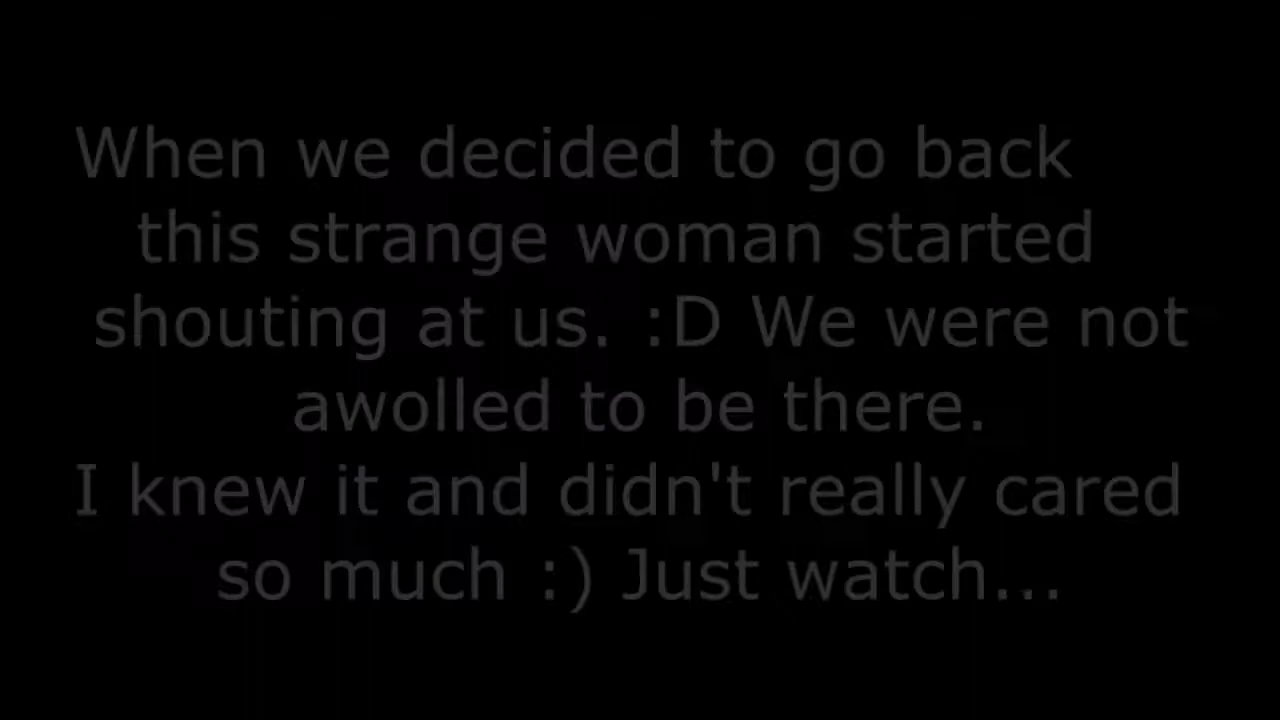 When we decided to go back
this strange woman started
shouting at us. :D We were not
awolled to be there.
I knew it and didn't really cared
so much :) Just watch...